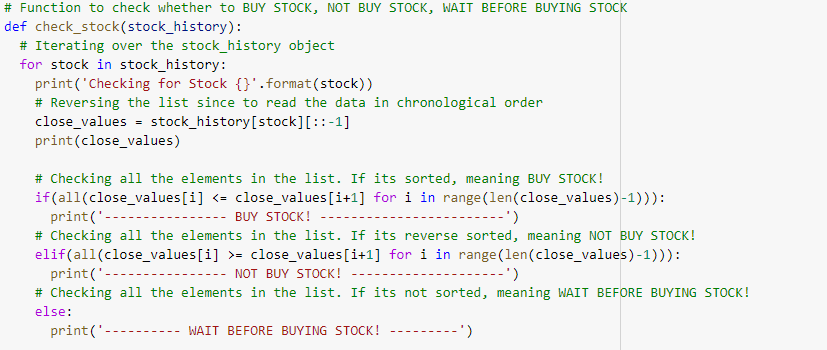 # Function to check whether to BUY STOCK, NOT BUY STOCK, WAIT BEFORE BUYING STOCK
def check_stock(stock_history):
  # Iterating over the stock_history object
  for stock in stock_history:
    print('Checking for Stock {}'.format(stock))
    # Reversing the list since to read the data in chronological order
    close_values = stock_history[stock][::-1]
    print(close_values)

    # Checking all the elements in the list. If its sorted, meaning BUY STOCK!
    if(all(close_values[i] <= close_values[i+1] for i in range(len(close_values)-1))):
      print('---------------- BUY STOCK! ------------------------')
    # Checking all the elements in the list. If its reverse sorted, meaning NOT BUY STOCK!
    elif(all(close_values[i] >= close_values[i+1] for i in range(len(close_values)-1))):
      print('---------------- NOT BUY STOCK! --------------------')
    # Checking all the elements in the list. If its not sorted, meaning WAIT BEFORE BUYING STOCK!
    else:
      print('---------- WAIT BEFORE BUYING STOCK! ---------')